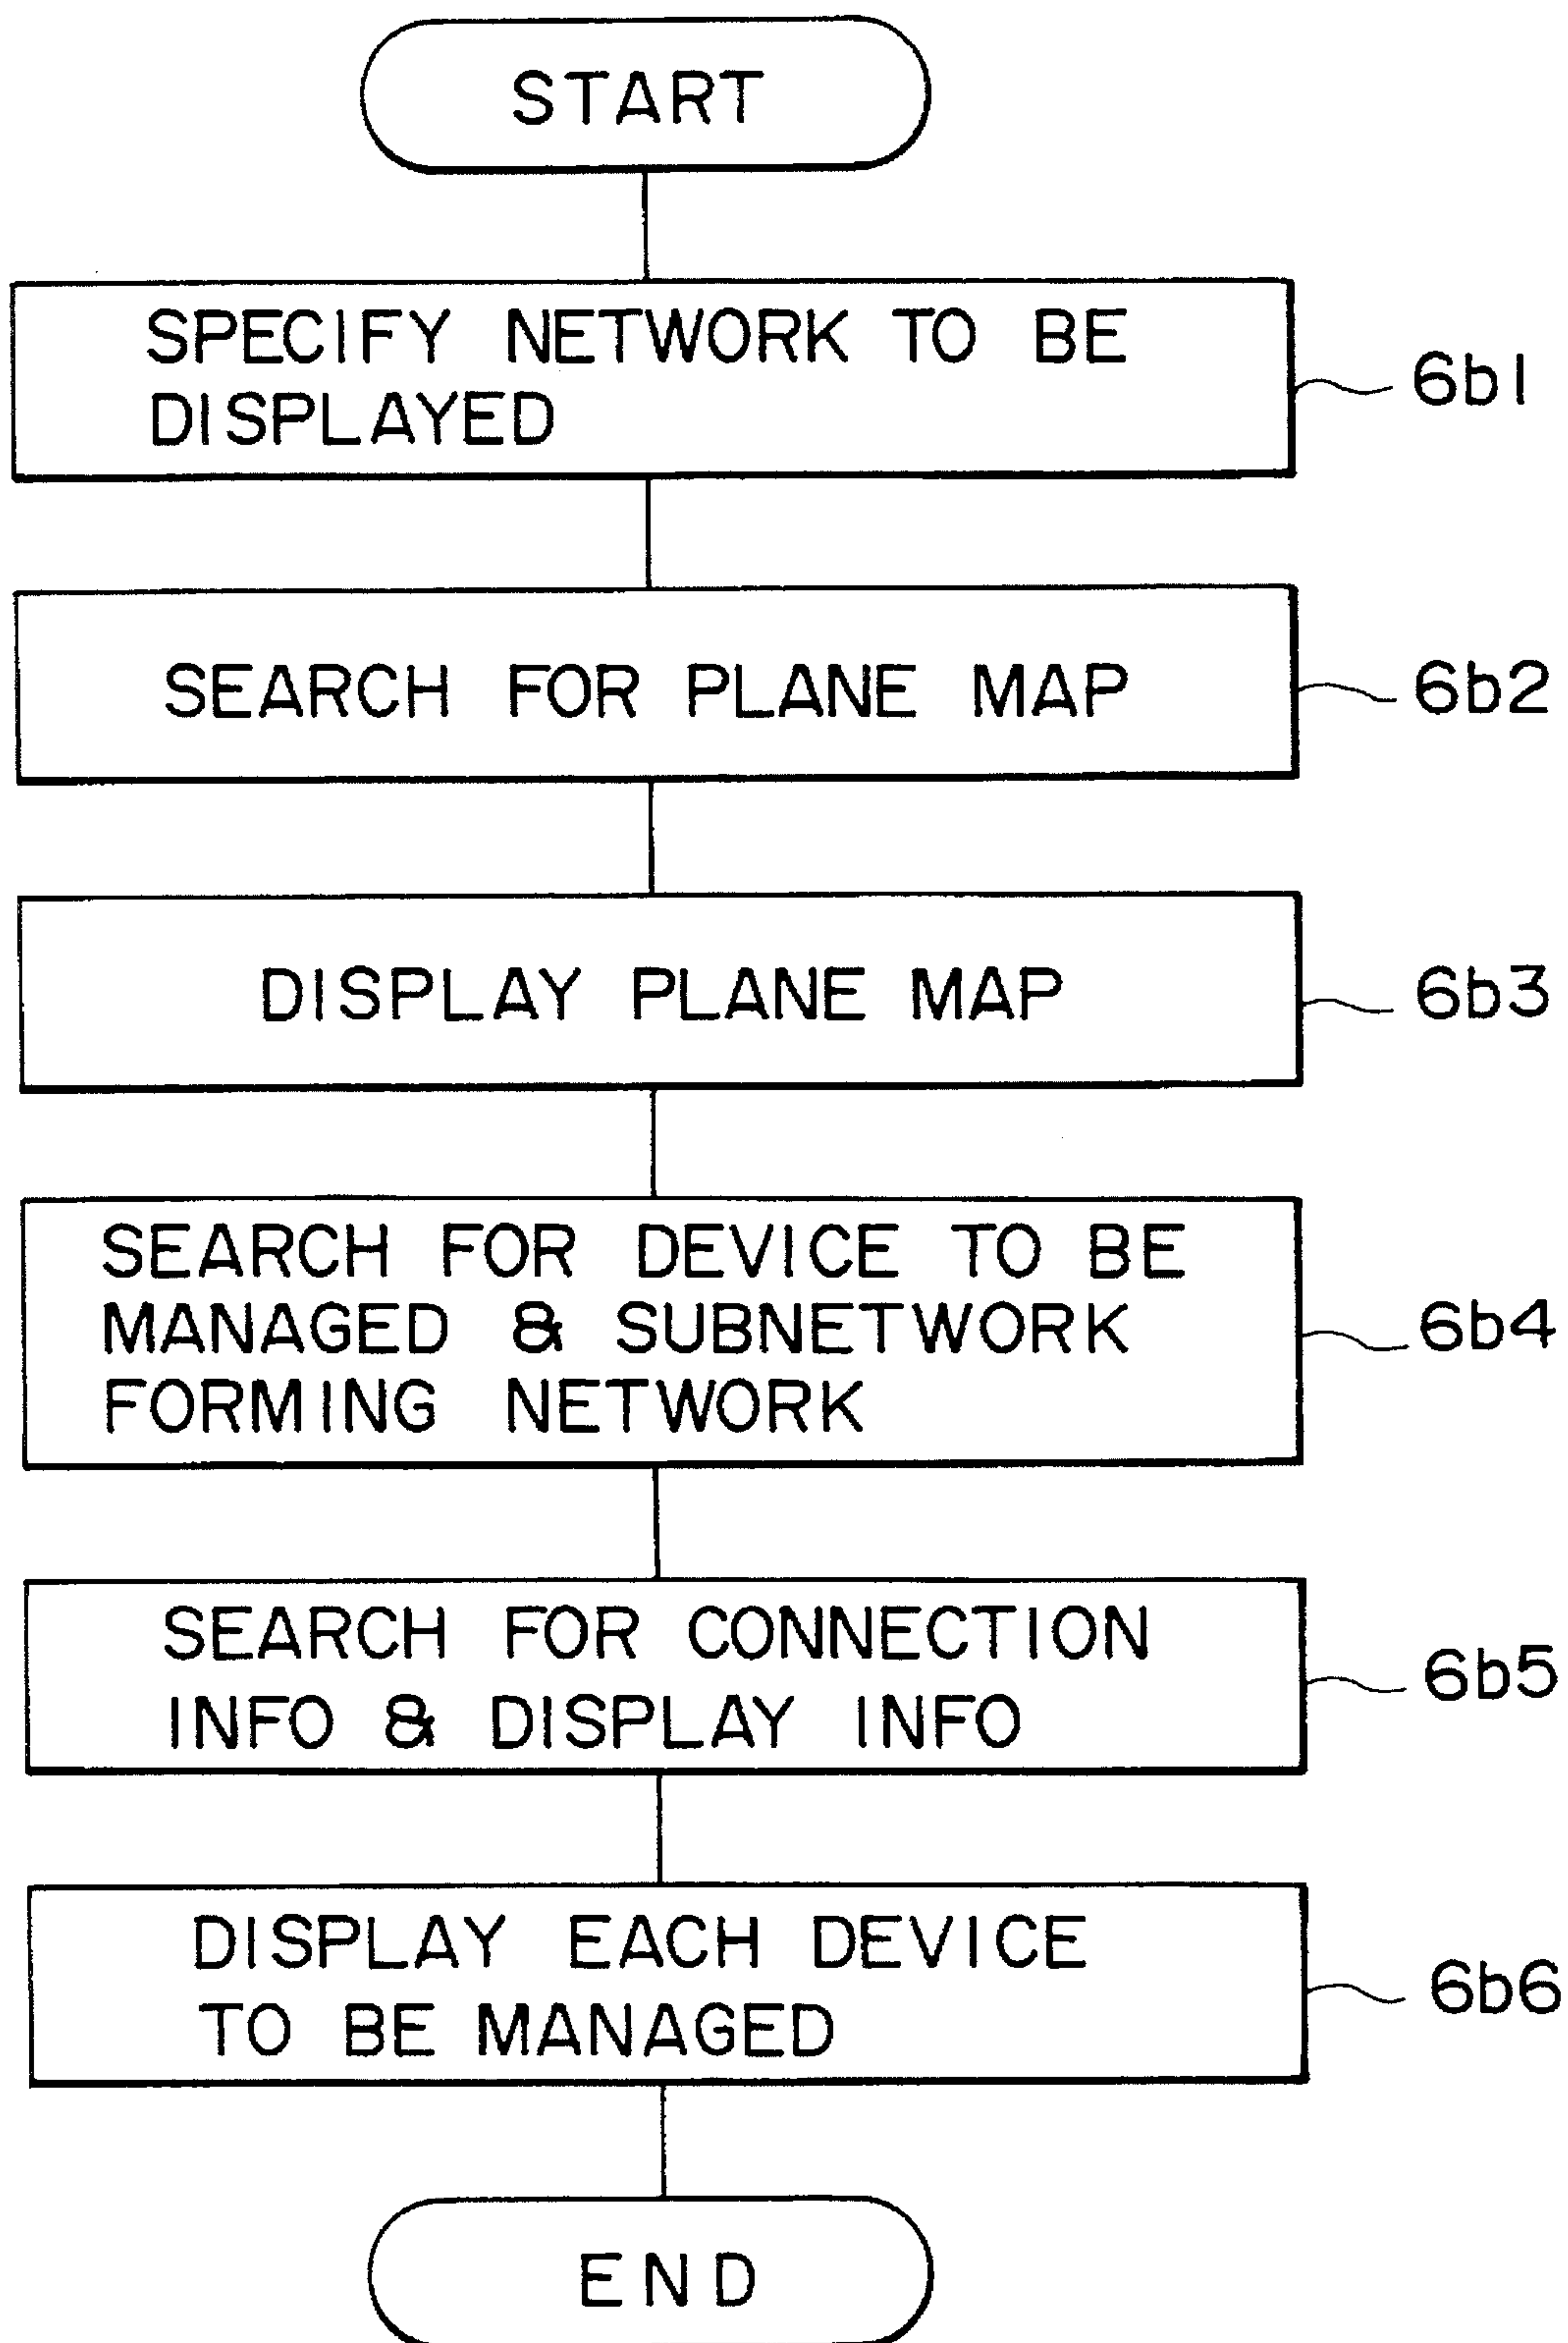 START
SPECIFY NETWORK TO BE
DISPLAYED
6b1
SEARCH FOR PLANE MAP
6b2
DISPLAY PLANE MAP
6b3
SEARCH FOR DEVICE TO BE
MANAGED & SUBNETWORK
FORMING NETWORK
6b4
SEARCH FOR CONNECTION
INFO & DISPLAY INFO
6b5
DISPLAY EACH DEVICE
TO BE MANAGED
6b6
END